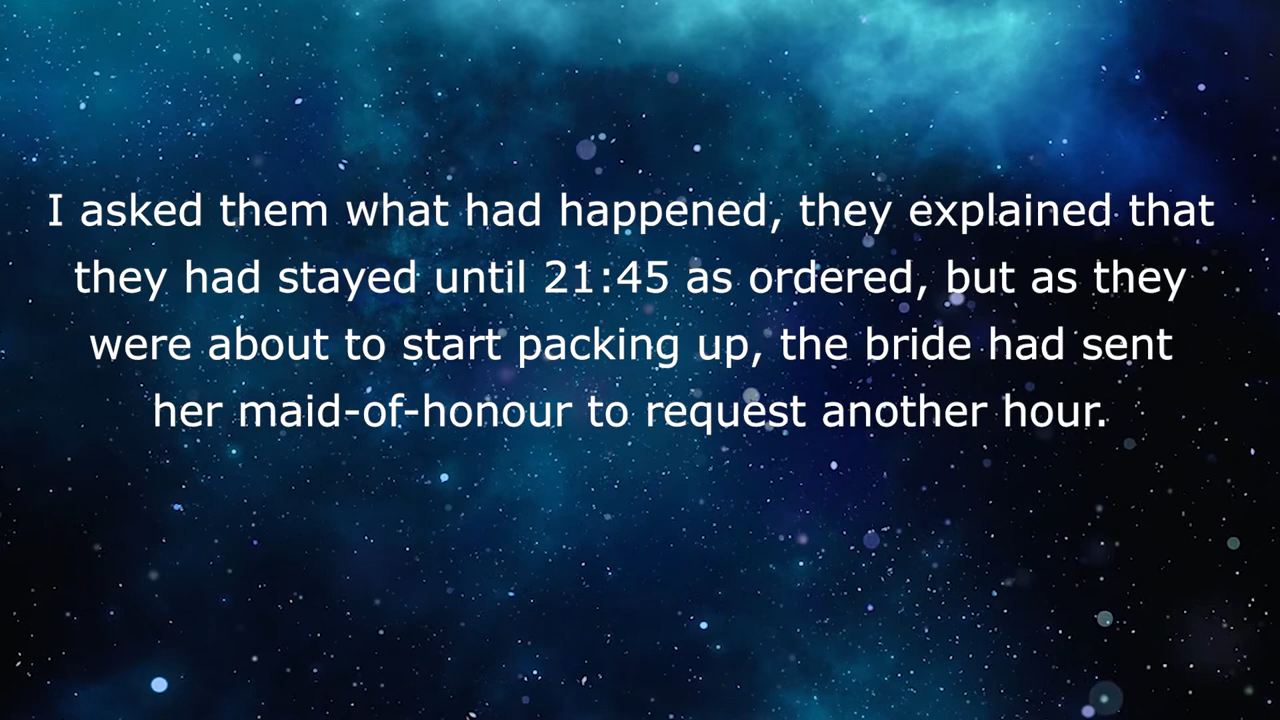 I asked them what had happened, they explained that
they had stayed until 21:45 as ordered, but as they
were about to start packing up, the bride had sent
her maid-of-honour to request another hour.